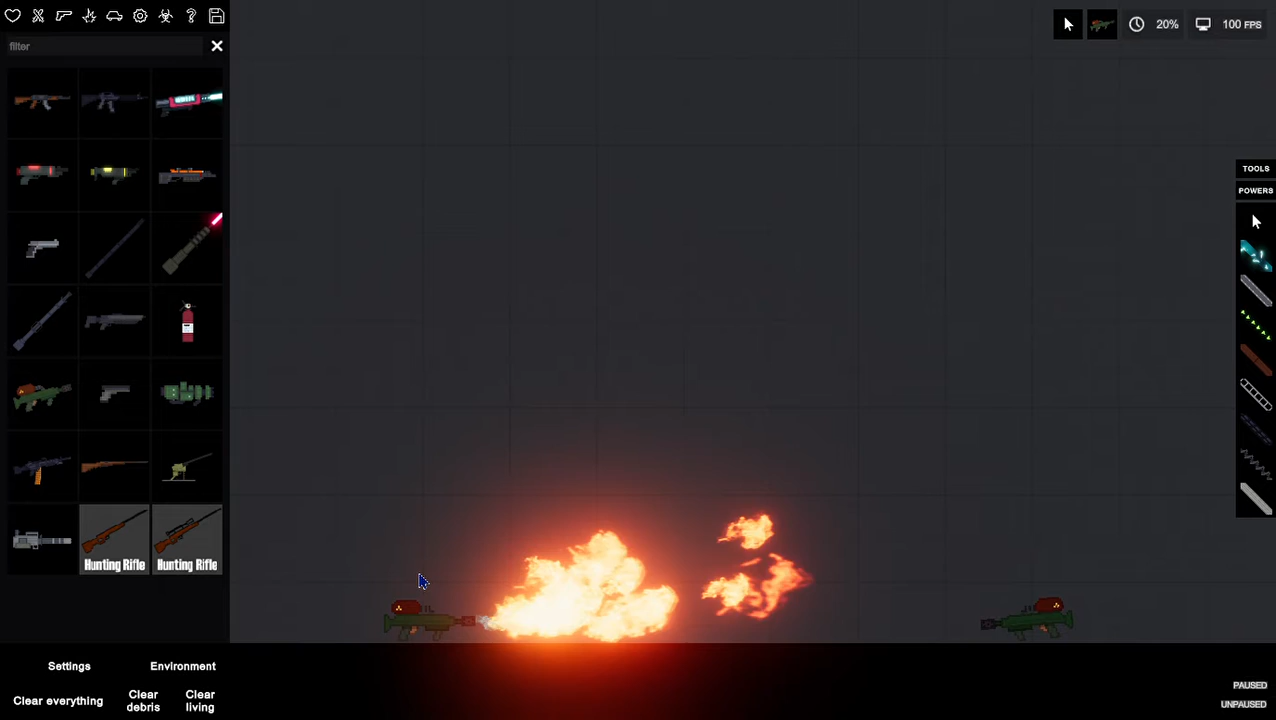 filter
20%
100 FPS
TOOLS
POWERS
Hunting Rifle
Hunting Rifle
Settings
Environment
Clear everything
Clear debris
Clear living
PAUSED
UNPAUSED